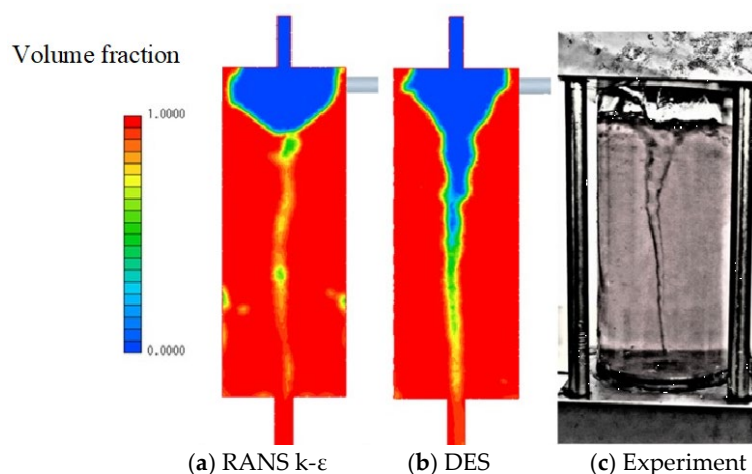 Volume fraction
1.0000
0.0000
(a) RANS k-ε (b) DES (c) Experiment